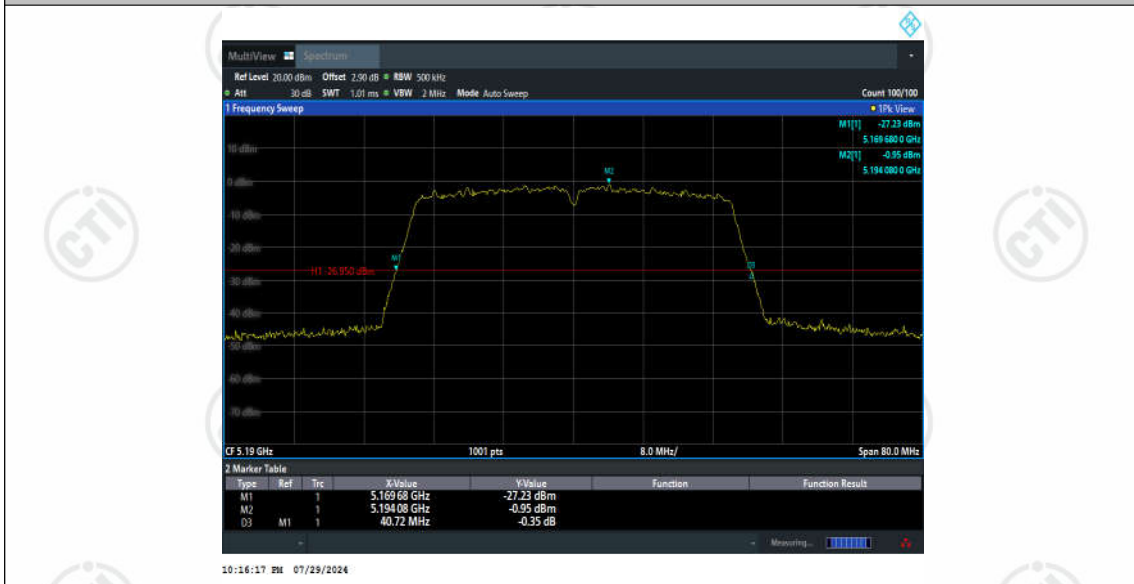 MultiView Spectrum
Ref Level 20.00 dBm Offset 2.90 dB RBW 500 kHz
Att 30 dB SWT 1.01 ms VBW 2 MHz Mode Auto Sweep Count 100/100
1 Frequency Sweep 1Pk View
M1[1] -27.23 dBm
5.169 680 0 GHz
M2[1] -0.95 dBm
5.194 080 0 GHz
10 dBm
M2
0 dBm
-10 dBm
-20 dBm
M1
H1 -26.950 dBm
-30 dBm
-40 dBm
-50 dBm
-60 dBm
-70 dBm
CF 5.19 GHz 1001 pts 8.0 MHz/ Span 80.0 MHz
2 Marker Table
Type Ref Trc X-Value Y-Value Function Function Result
M1 1 5.169 68 GHz -27.23 dBm
M2 1 5.194 08 GHz -0.95 dBm
D3 M1 1 40.72 MHz -0.35 dB
Measuring...
10:16:17 PM 07/29/2024
CTI
CTI